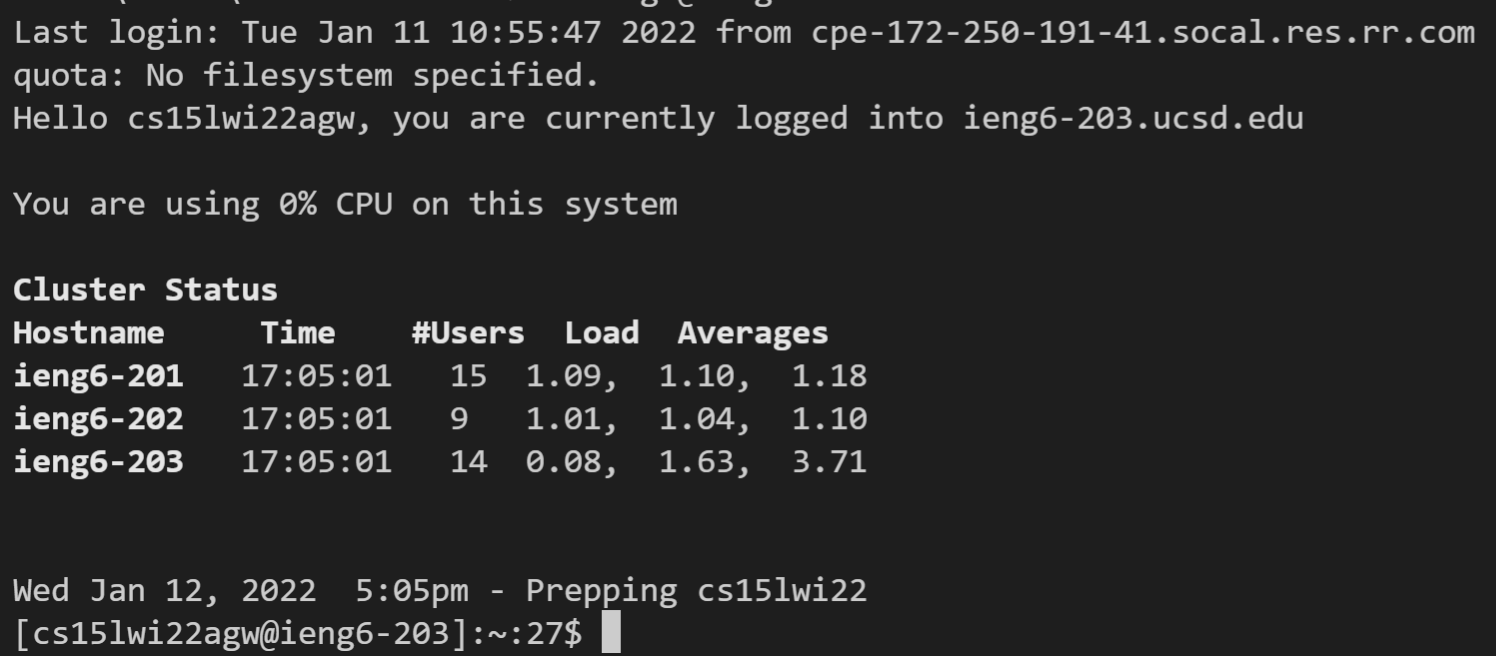 Last login: Tue Jan 11 10:55:47 2022 from cpe-172-250-191-41.socal.res.rr.com
quota: No filesystem specified.
Hello cs15lwi22agw, you are currently logged into ieng6-203.ucsd.edu
You are using 0% CPU on this system
Cluster Status
Hostname     Time    #Users  Load  Averages
ieng6-201   17:05:01   15  1.09,  1.10,  1.18
ieng6-202   17:05:01   9   1.01,  1.04,  1.10
ieng6-203   17:05:01   14  0.08,  1.63,  3.71
Wed Jan 12, 2022  5:05pm - Prepping cs15lwi22
[cs15lwi22agw@ieng6-203]:~:27$